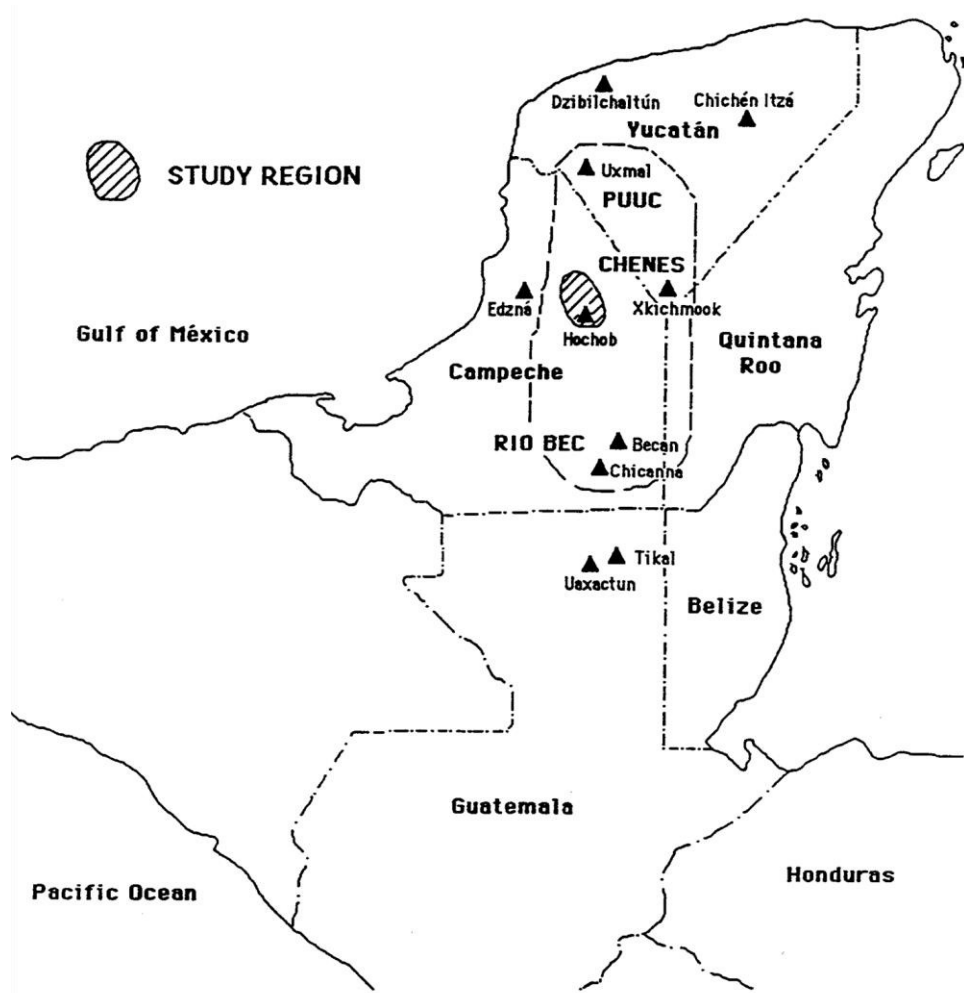 Dzibilchaltún
Chichén Itzá
Yucatán
STUDY REGION
Uxmal
PUUC
CHENES
Edzná
Xkichmook
Gulf of México
Hochob
Quintana
Roo
Campeche
RIO BEC
Becan
Chicanna
Tikal
Uaxactun
Belize
Guatemala
Honduras
Pacific Ocean